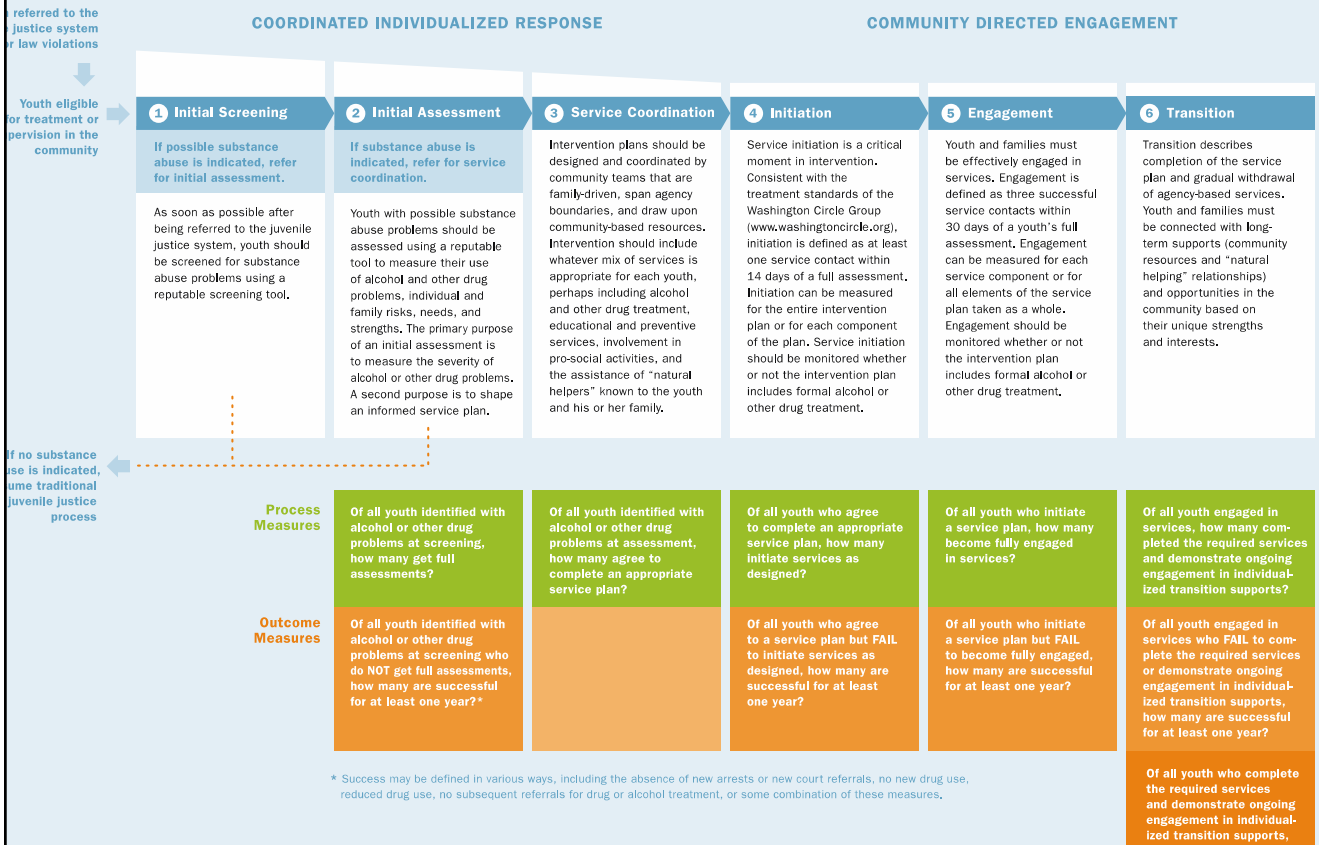 referred to the
justice system
or law violations
COORDINATED INDIVIDUALIZED RESPONSE
COMMUNITY DIRECTED ENGAGEMENT
Youth eligible
for treatment or
in the
community
1 Initial Screening
If possible substance
abuse is indicated, refer
for initial assessment.
As soon as possible after
being referred to the juvenile
justice system, youth should
be screened for substance
abuse problems using a
reputable screening tool.
2 Initial Assessment
If substance abuse is
indicated, refer for service
coordination.
Youth with possible substance
abuse problems should be
assessed using a reputable
tool to measure their use
of alcohol and other drug
problems, individual and
family risks, needs, and
strengths. The primary purpose
of an initial assessment is
to measure the severity of
alcohol or other drug problems.
A second purpose is to shape
an informed service plan.
3 Service Coordination
Intervention plans should be
designed and coordinated by
community teams that are
family-driven, span agency
boundaries, and draw upon
community-based resources.
Intervention should include
whatever mix of services is
appropriate for each youth,
perhaps including alcohol
and other drug treatment,
educational and preventive
services, involvement in
pro-social activities, and
the assistance of “natural
helpers” known to the youth
and his or her family.
4 Initiation
Service initiation is a critical
moment in intervention.
Consistent with the
treatment standards of the
Washington Circle Group
(www.washingtoncircle.org),
initiation is defined as at least
one service contact within
14 days of a full assessment.
Initiation can be measured
for the entire intervention
plan or for each component
of the plan. Service initiation
should be monitored whether
or not the intervention plan
includes formal alcohol or
other drug treatment.
5 Engagement
Youth and families must
be effectively engaged in
services. Engagement is
defined as three successful
service contacts within
30 days of a youth’s full
assessment. Engagement
can be measured for each
service component or for
all elements of the service
plan taken as a whole.
Engagement should be
monitored whether or not
the intervention plan
includes formal alcohol or
other drug treatment.
6 Transition
Transition describes
completion of the service
plan and gradual withdrawal
of agency-based services.
Youth and families must
be connected with long-
term supports (community
resources and “natural
helping” relationships)
and opportunities in the
community based on
their unique strengths
and interests.
If no substance
is indicated,
traditional
juvenile justice
process
Process
Measures
Of all youth identified with
alcohol or other drug
problems at screening,
how many get full
assessments?
Of all youth identified with
alcohol or other drug
problems at assessment,
how many agree to
complete an appropriate
service plan?
Of all youth who agree
to complete an appropriate
service plan, how many
initiate services as
designed?
Of all youth who initiate
a service plan, how many
become fully engaged
in services?
Of all youth engaged in
services, how many com-
pleted the required services
and demonstrate ongoing
engagement in individual-
ized transition supports?
Outcome
Measures
Of all youth identified with
alcohol or other drug
problems at screening who
do NOT get full assessments,
how many are successful
for at least one year?*
Of all youth who agree
to a service plan but FAIL
to initiate services as
designed, how many are
successful for at least
one year?
Of all youth who initiate
a service plan but FAIL
to become fully engaged,
how many are successful
for at least one year?
Of all youth engaged in
services who FAIL to com-
plete the required services
or demonstrate ongoing
engagement in individual-
ized transition supports,
how many are successful
for at least one year?
Of all youth who complete
the required services
and demonstrate ongoing
engagement in individual-
ized transition supports,
* Success may be defined in various ways, including the absence of new arrests or new court referrals, no new drug use,
reduced drug use, no subsequent referrals for drug or alcohol treatment, or some combination of these measures.